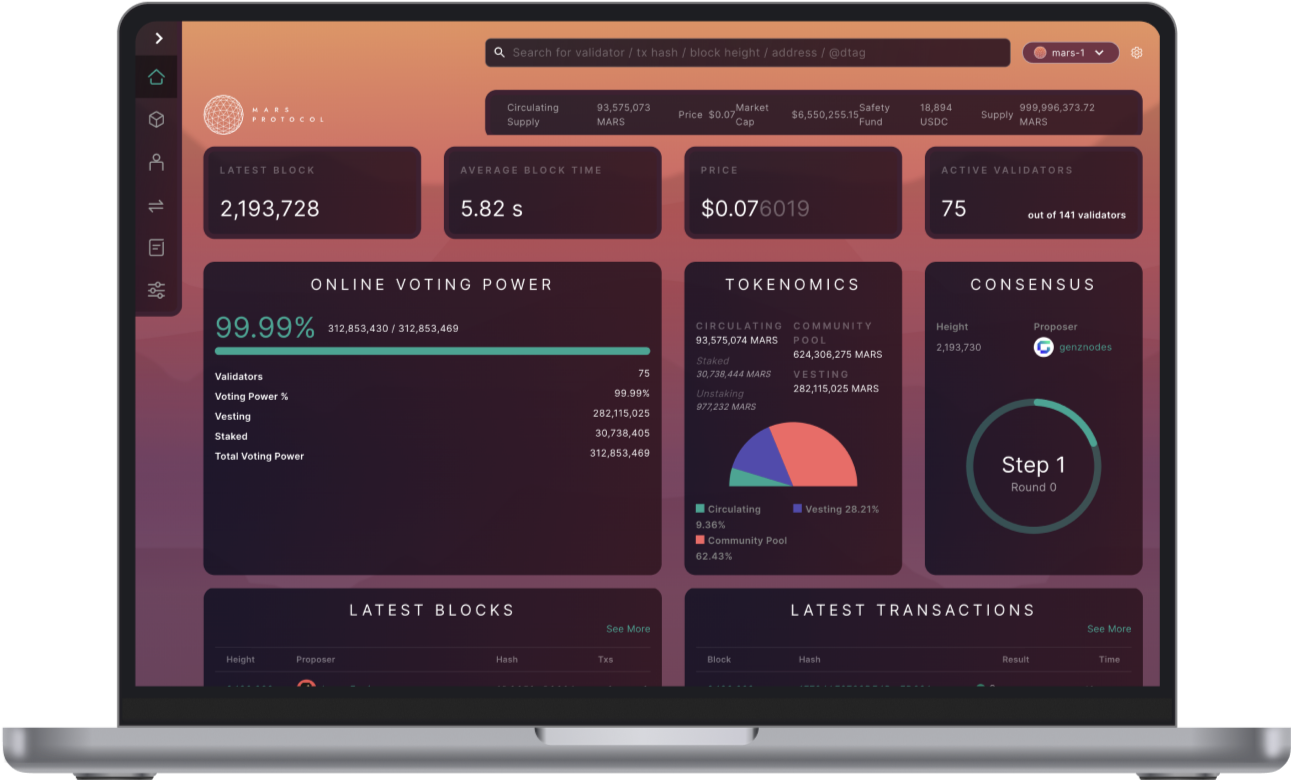 Search for validator / tx hash / block height / address / @dtag
mars-1
MARS
PROTOCOL
Circulating
Supply
93,575,073
MARS
Price $0.07
Market
Cap
$6,550,255.15
Safety
Fund
18,894
USDC
Supply
999,996,373.72
MARS
LATEST BLOCK
2,193,728
AVERAGE BLOCK TIME
5.82 s
PRICE
$0.076019
ACTIVE VALIDATORS
75
out of 141 validators
ONLINE VOTING POWER
99.99% 312,853,430 / 312,853,469
Validators 75
Voting Power % 99.99%
Vesting 282,115,025
Staked 30,738,405
Total Voting Power 312,853,469
TOKENOMICS
CIRCULATING
93,575,074 MARS
Staked
30,738,444 MARS
Unstaking
977,232 MARS
COMMUNITY
POOL
624,306,275 MARS
VESTING
282,115,025 MARS
Circulating
9.36%
Vesting 28.21%
Community Pool
62.43%
CONSENSUS
Height
2,193,730
Proposer
genznodes
Step 1
Round 0
LATEST BLOCKS
See More
Height Proposer Hash Txs
LATEST TRANSACTIONS
See More
Block Hash Result Time